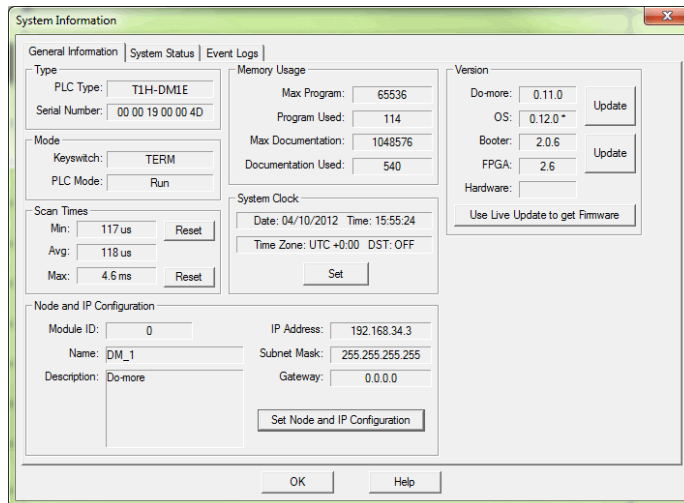 System Information
General Information System Status Event Logs
Type
PLC Type: T1H-DM1E
Serial Number: 00 00 19 00 00 4D
Mode
Keyswitch: TERM
PLC Mode: Run
Scan Times
Min: 117 us Reset
Avg: 118 us
Max: 4.6 ms Reset
Memory Usage
Max Program: 65536
Program Used: 114
Max Documentation: 1048576
Documentation Used: 540
System Clock
Date: 04/10/2012 Time: 15:55:24
Time Zone: UTC +0:00 DST: OFF
Set
Version
Do-more: 0.11.0 Update
OS: 0.12.0 *
Booter: 2.0.6 Update
FPGA: 2.6
Hardware:
Use Live Update to get Firmware
Node and IP Configuration
Module ID: 0
Name: DM_1
Description: Do-more
IP Address: 192.168.34.3
Subnet Mask: 255.255.255.255
Gateway: 0.0.0.0
Set Node and IP Configuration
OK Help